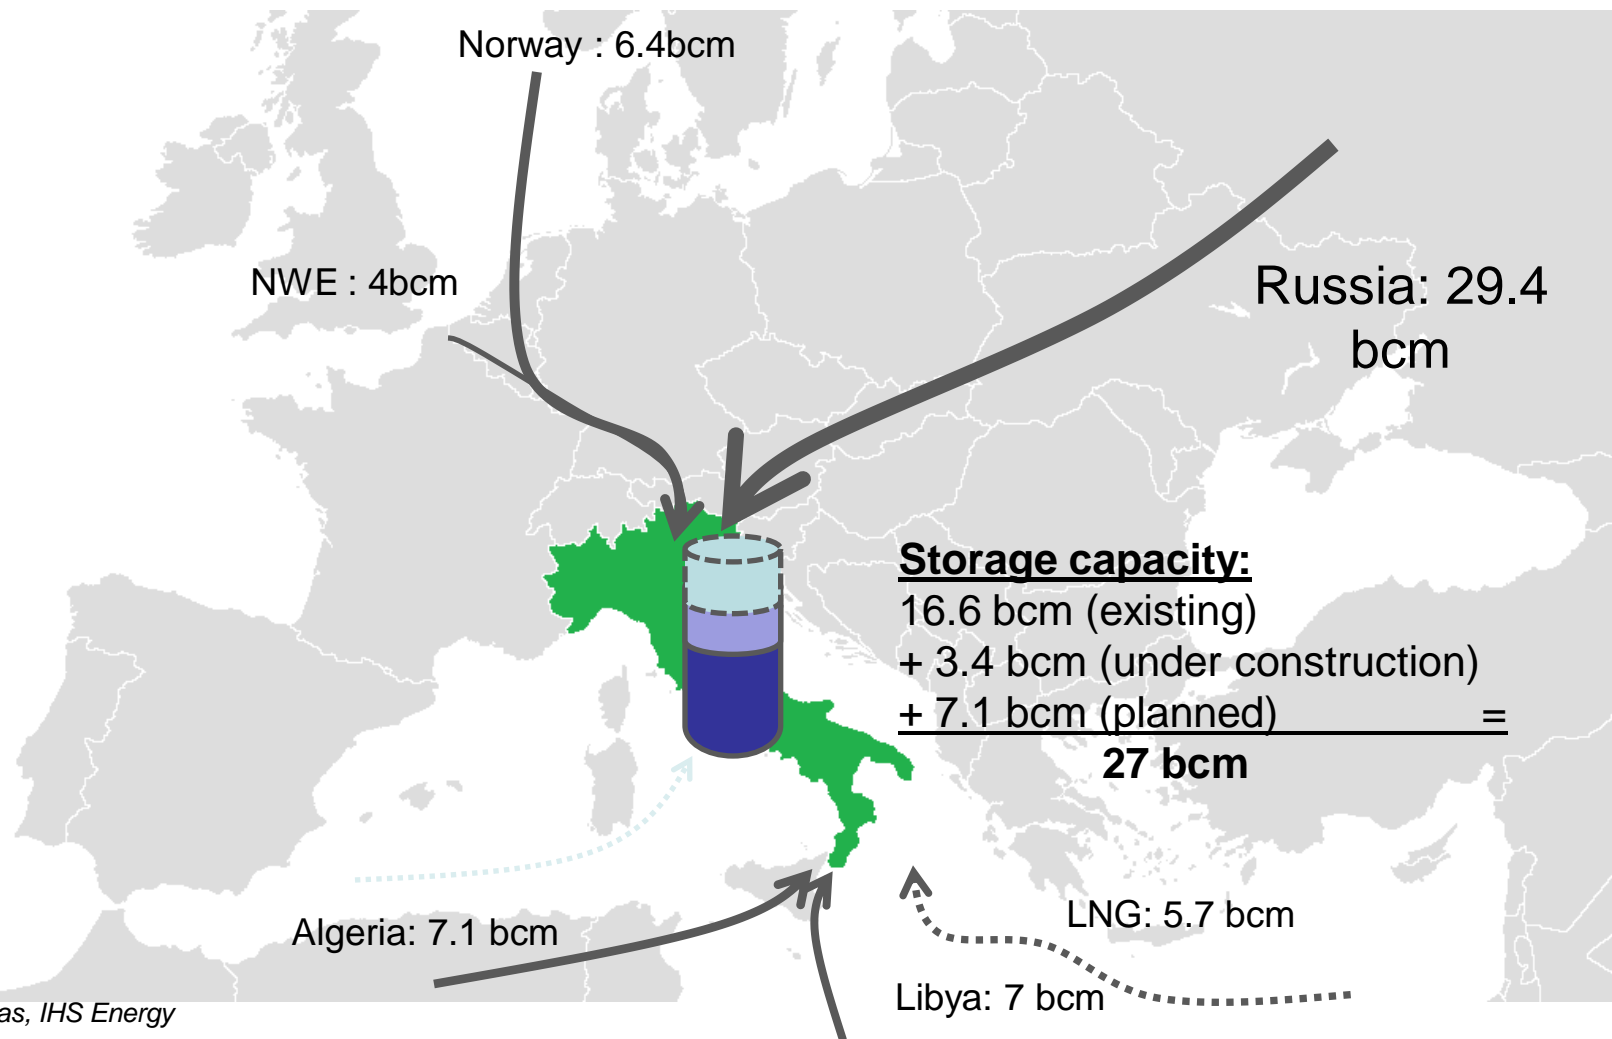 Norway : 6.4bcm
NWE : 4bcm
Russia: 29.4
bcm
Storage capacity:
16.6 bcm (existing)
+ 3.4 bcm (under construction)
+ 7.1 bcm (planned) =
27 bcm
LNG: 5.7 bcm
Algeria: 7.1 bcm
Libya: 7 bcm
as, IHS Energy